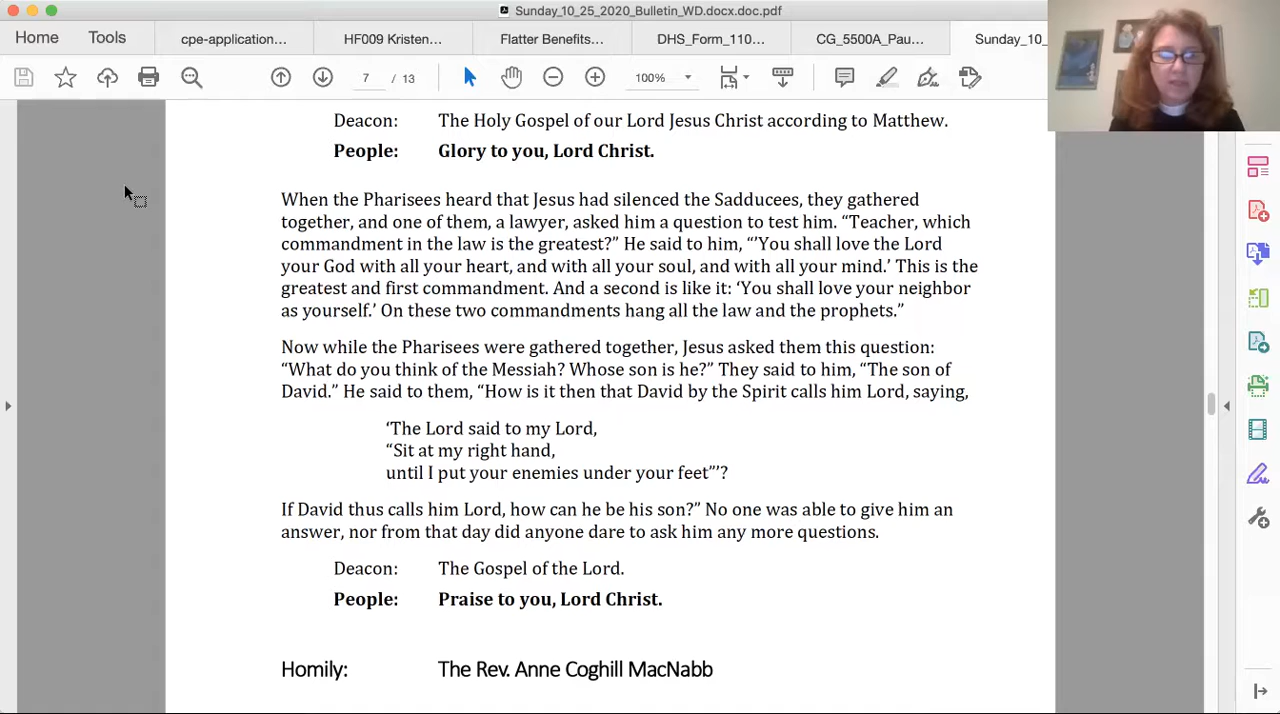 Sunday_10_25_2020_Bulletin_WD.docx.doc.pdf
Home Tools cpe-application... HF009 Kristen... Flatter Benefits... DHS_Form_110... CG_5500A_Pau... Sunday_10_
7 / 13 100%
Deacon: The Holy Gospel of our Lord Jesus Christ according to Matthew.
People: Glory to you, Lord Christ.
When the Pharisees heard that Jesus had silenced the Sadducees, they gathered
together, and one of them, a lawyer, asked him a question to test him. “Teacher, which
commandment in the law is the greatest?” He said to him, “‘You shall love the Lord
your God with all your heart, and with all your soul, and with all your mind.’ This is the
greatest and first commandment. And a second is like it: ‘You shall love your neighbor
as yourself.’ On these two commandments hang all the law and the prophets.”
Now while the Pharisees were gathered together, Jesus asked them this question:
“What do you think of the Messiah? Whose son is he?” They said to him, “The son of
David.” He said to them, “How is it then that David by the Spirit calls him Lord, saying,
‘The Lord said to my Lord,
“Sit at my right hand,
until I put your enemies under your feet”’?
If David thus calls him Lord, how can he be his son?” No one was able to give him an
answer, nor from that day did anyone dare to ask him any more questions.
Deacon: The Gospel of the Lord.
People: Praise to you, Lord Christ.
Homily: The Rev. Anne Coghill MacNabb